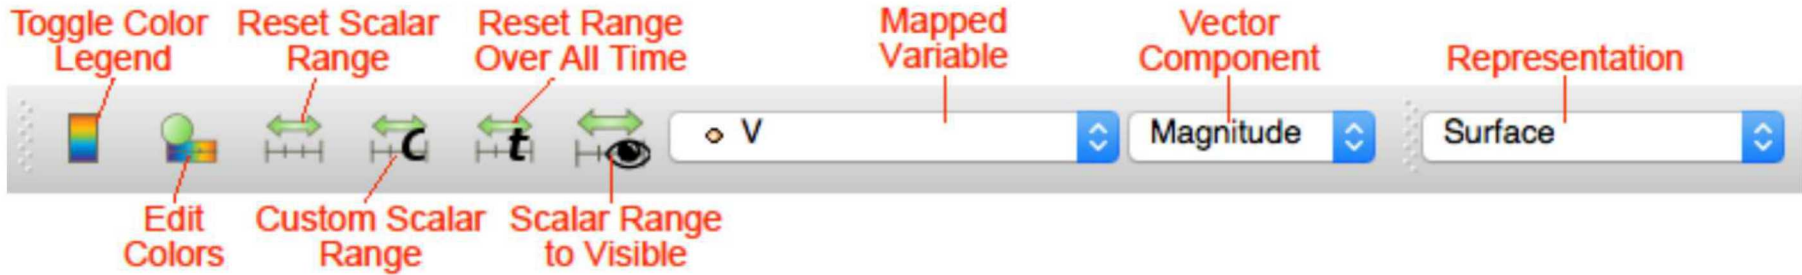 Toggle Color
Legend
Reset Scalar
Range
Reset Range
Over All Time
Mapped
Variable
Vector
Component
Representation
C
t
V
Magnitude
Surface
Edit
Colors
Custom Scalar
Range
Scalar Range
to Visible